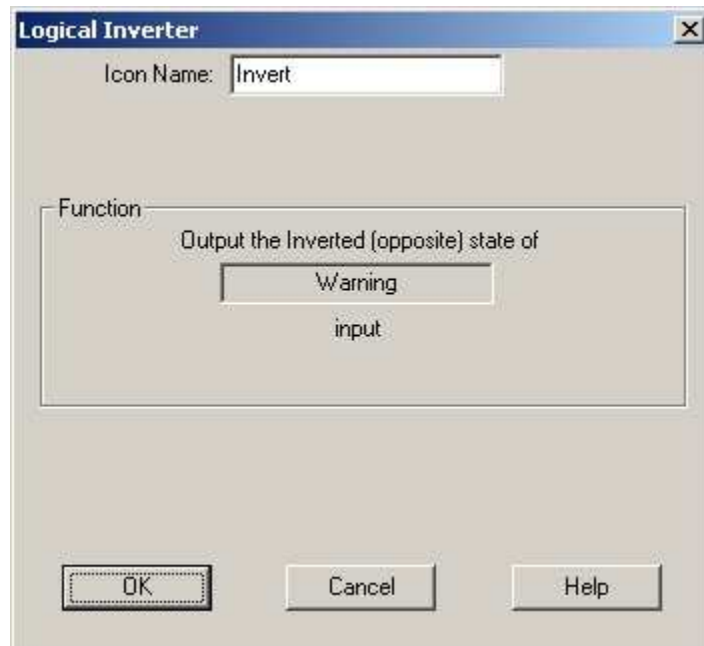 Logical Inverter
Icon Name: Invert
Function
Output the Inverted (opposite) state of
Warning
input
OK Cancel Help